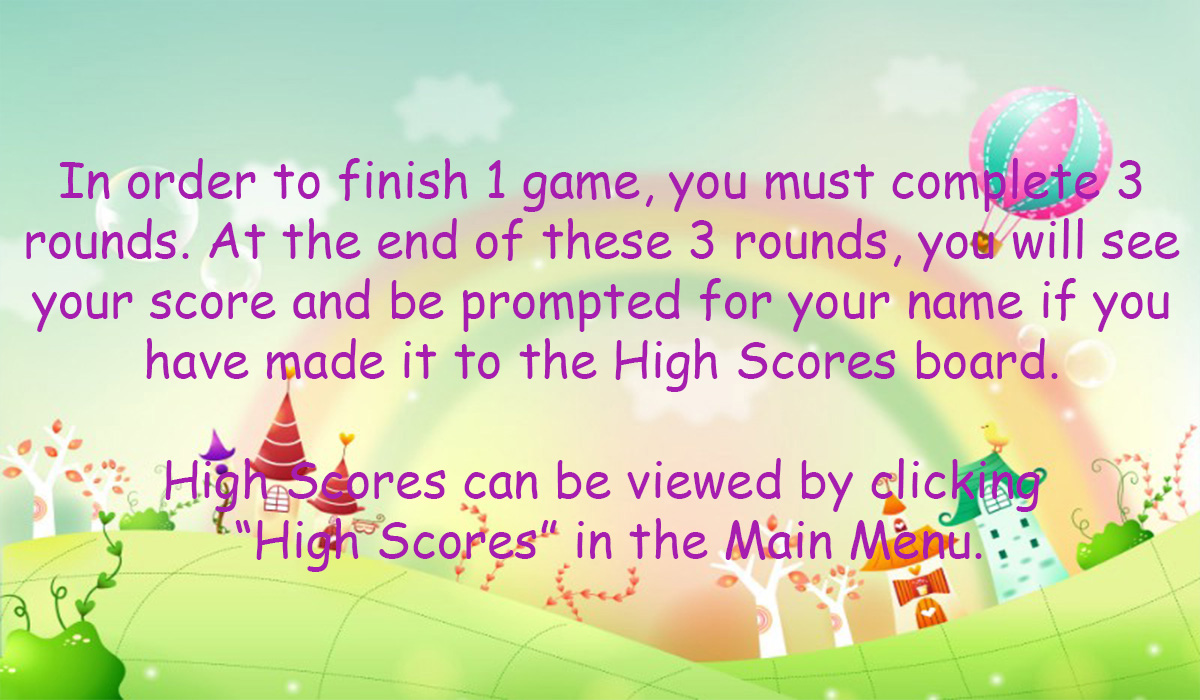 In order to finish 1 game, you must complete 3
rounds. At the end of these 3 rounds, you will see
your score and be prompted for your name if you
have made it to the High Scores board.
High Scores can be viewed by clicking
“High Scores” in the Main Menu.